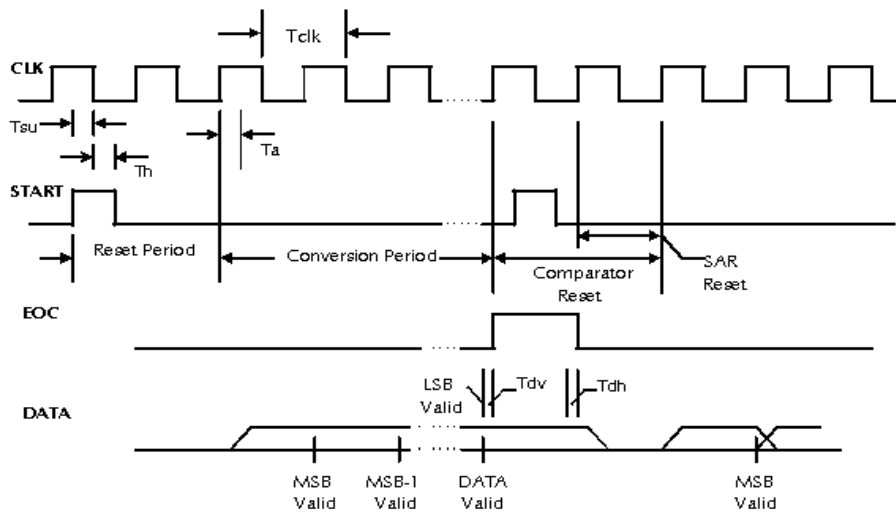 Tclk
CLK
Tsu
Th
Ta
START
Reset Period
Conversion Period
Comparator
Reset
SAR
Reset
EOC
LSB
Valid
Tdv
Tdh
DATA
MSB
Valid
MSB-1
Valid
DATA
Valid
MSB
Valid